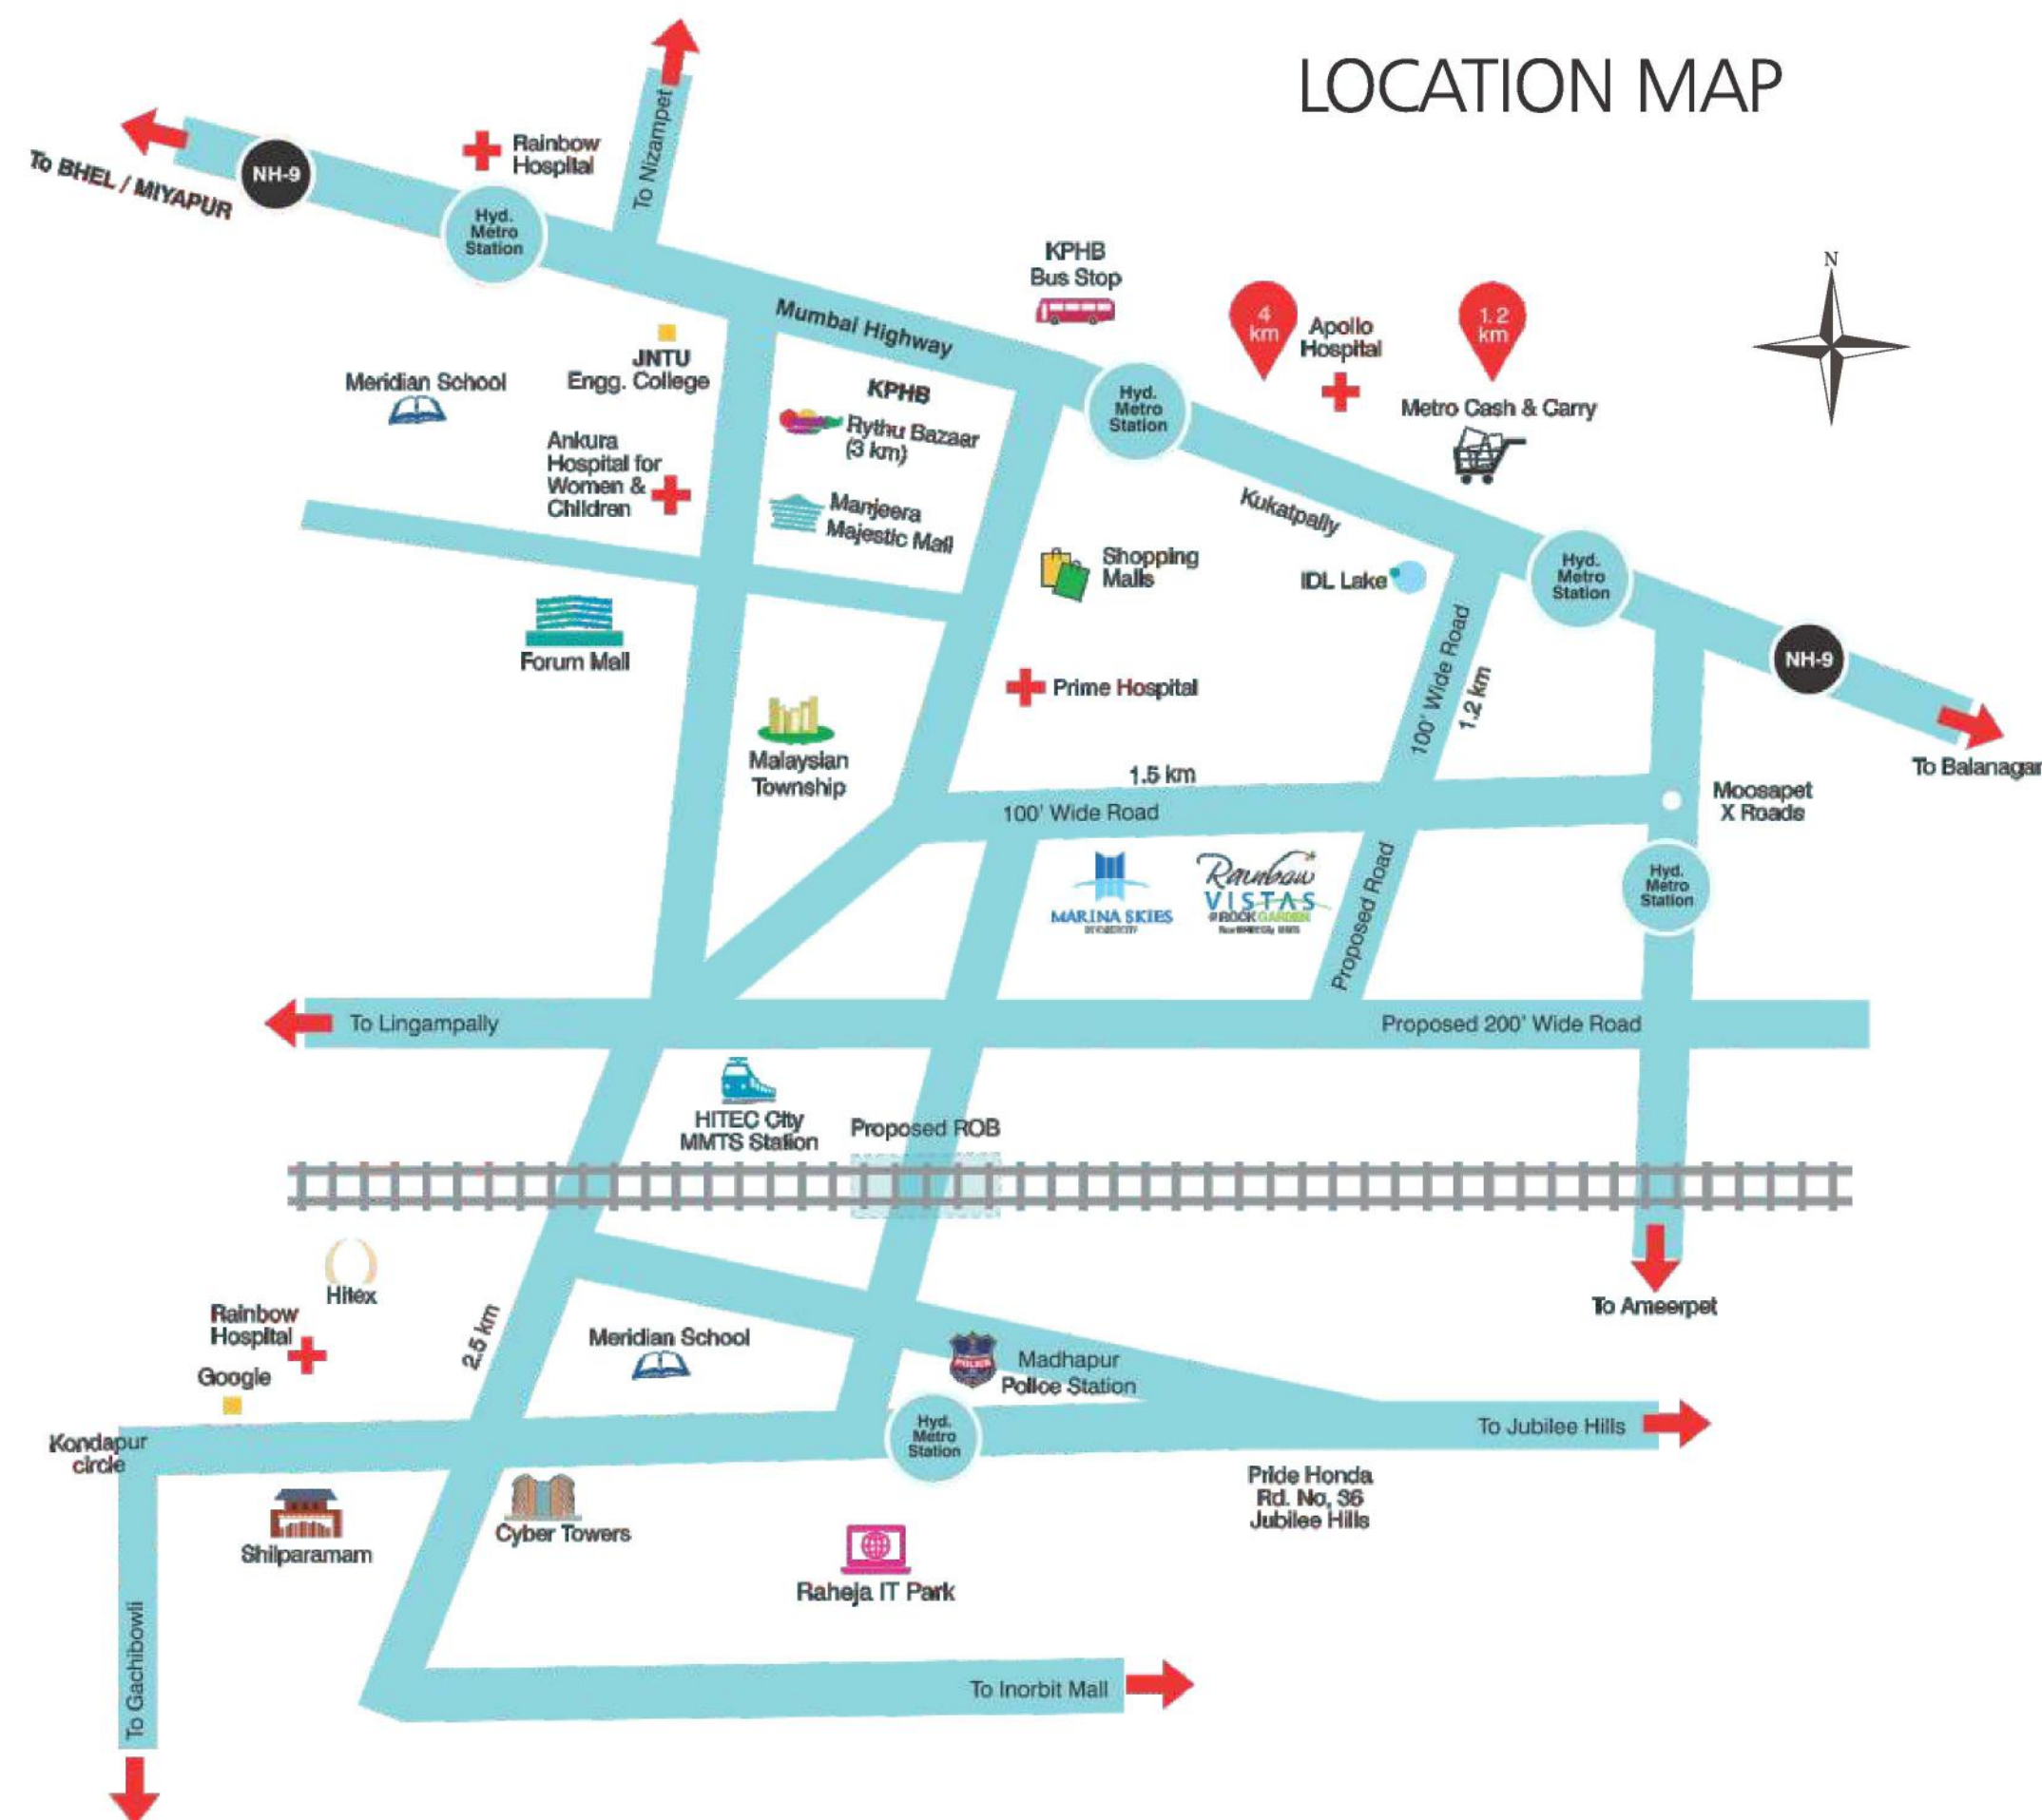 LOCATION MAP
To Nizampet
To BHEL / MIYAPUR
NH-9
Rainbow
Hospital
Hyd.
Metro
Station
KPHB
Bus Stop
N
Mumbai Highway
4
km
Apollo
Hospital
1.2
km
Metro Cash & Carry
JNTU
Engg. College
Meridian School
KPHB
Rythu Bazaar
(3 km)
Hyd.
Metro
Station
Ankura
Hospital for
Women &
Children
Manjeera
Majestic Mall
Kukatpally
Shopping
Malls
IDL Lake
Hyd.
Metro
Station
Forum Mall
Prime Hospital
100' Wide Road
1.2 km
NH-9
To Balanagar
Malaysian
Township
1.5 km
100' Wide Road
Moosapet
X Roads
MARINA SKIES
Rainbow
VISTAS
@ROCK GARDEN
Proposed Road
Hyd.
Metro
Station
To Lingampally
Proposed 200' Wide Road
HITEC City
MMTS Station
Proposed ROB
Hitex
Rainbow
Hospital
Google
2.5 km
Meridian School
POLICE
Madhapur
Police Station
To Ameerpet
Kondapur
circle
Hyd.
Metro
Station
To Jubilee Hills
Pride Honda
Rd. No, 36
Jubilee Hills
Shilparamam
Cyber Towers
Raheja IT Park
To Gachibowli
To Inorbit Mall